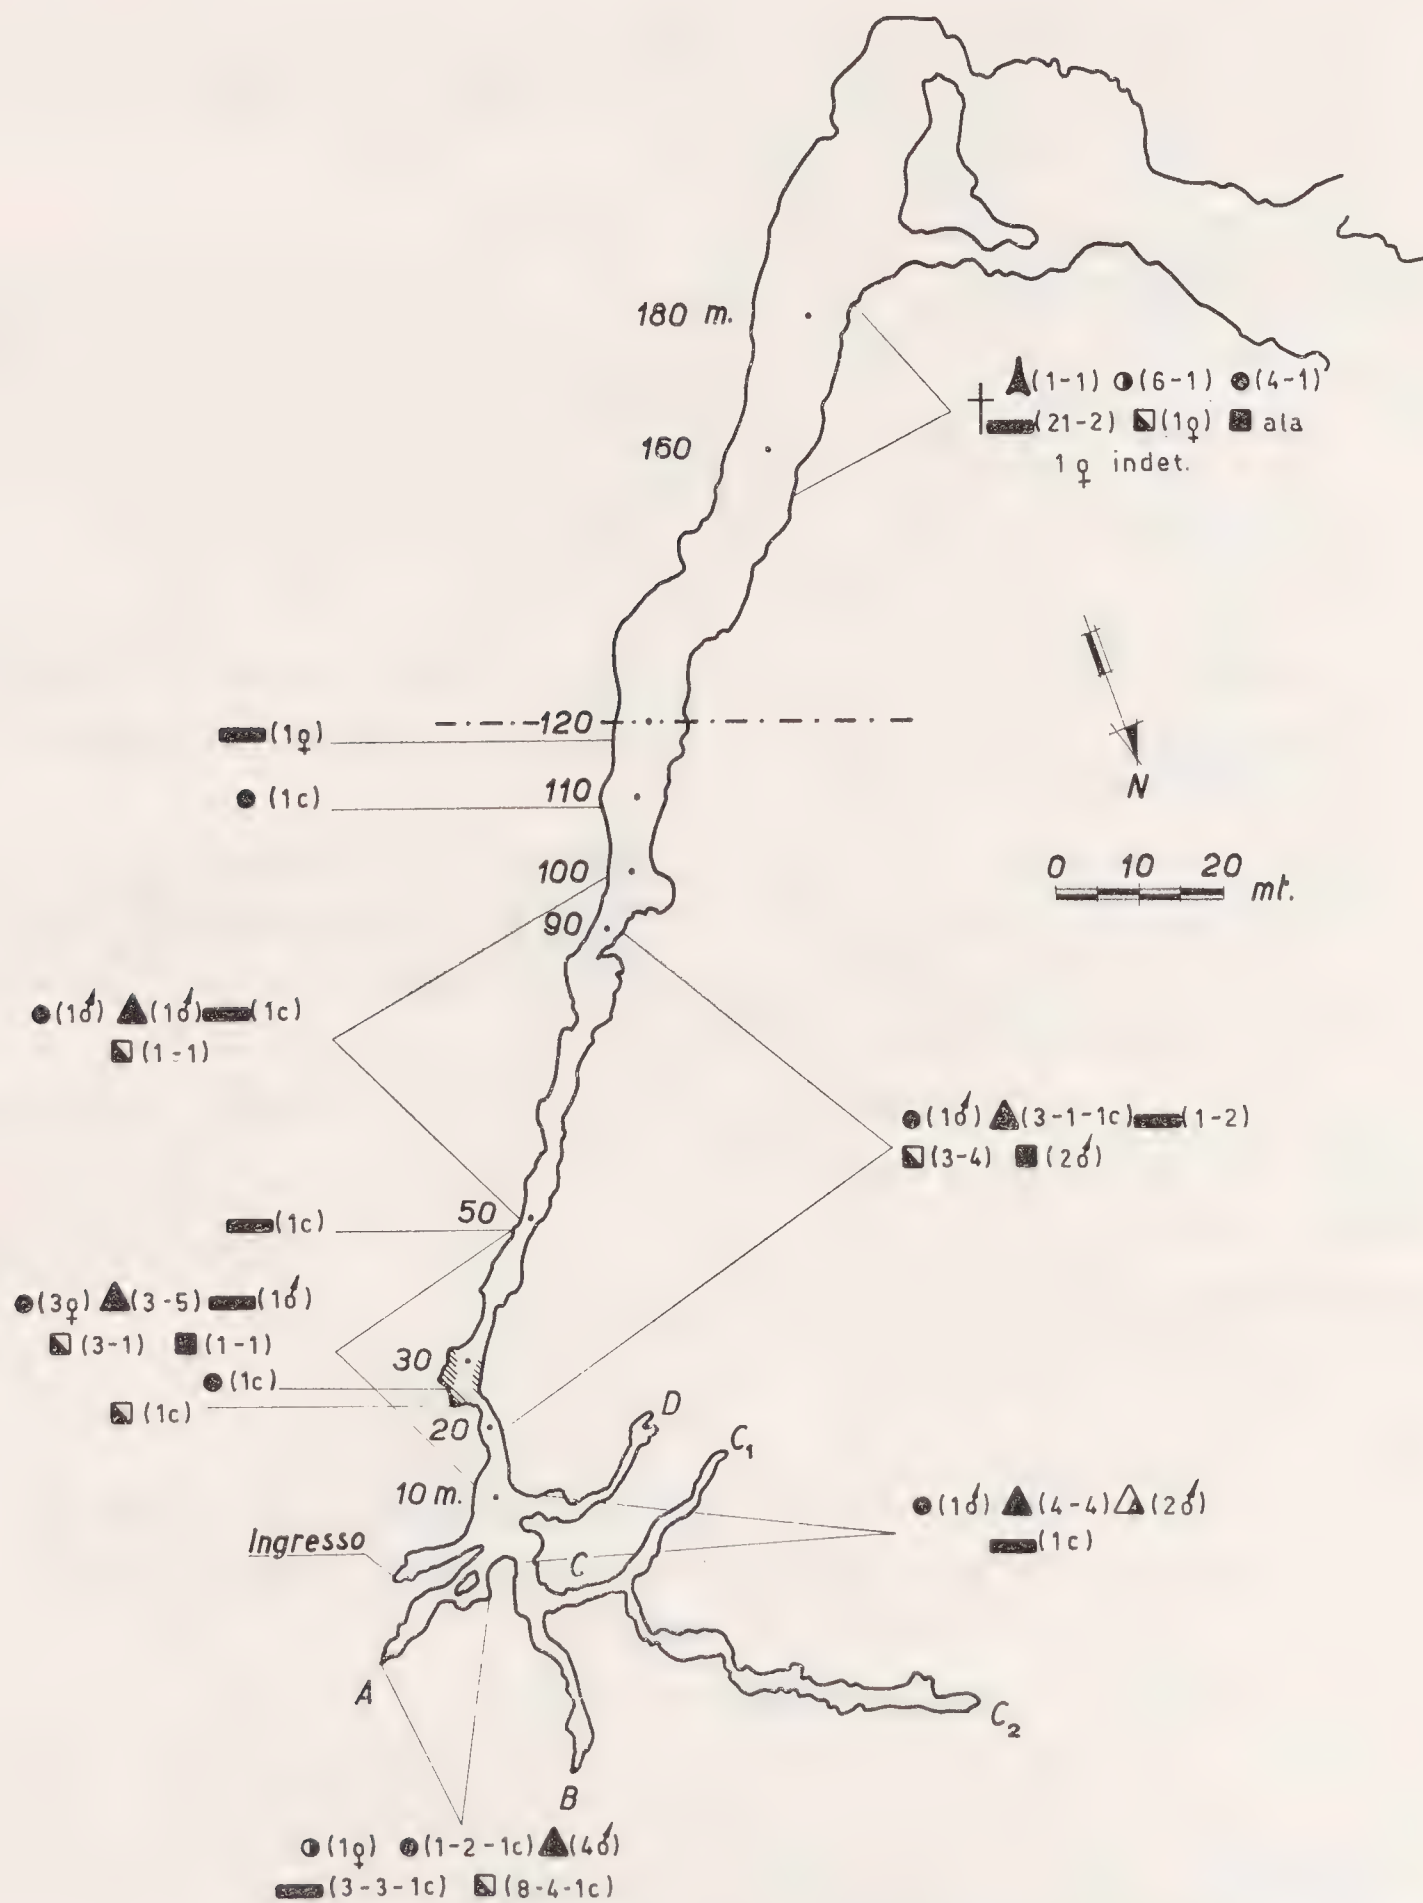 180 m.
(1-1) (6-1) (4-1)
(21-2) (1♀) ala
1♀ indet.
160
120
(1♀)
110
(1c)
N
100
0 10 20 mt.
90
(1♂) (1♂) (1c)
(1-1)
(1♂) (3-1-1c) (1-2)
(3-4) (2♂)
50
(1c)
(3♀) (3-5) (1♂)
(3-1) (1-1)
30
(1c)
(1c)
20
D
C₁
10 m.
(1♂) (4-4) (2♂)
(1c)
Ingresso
C
A
C₂
B
(1♀) (1-2-1c) (4♂)
(3-3-1c) (8-4-1c)